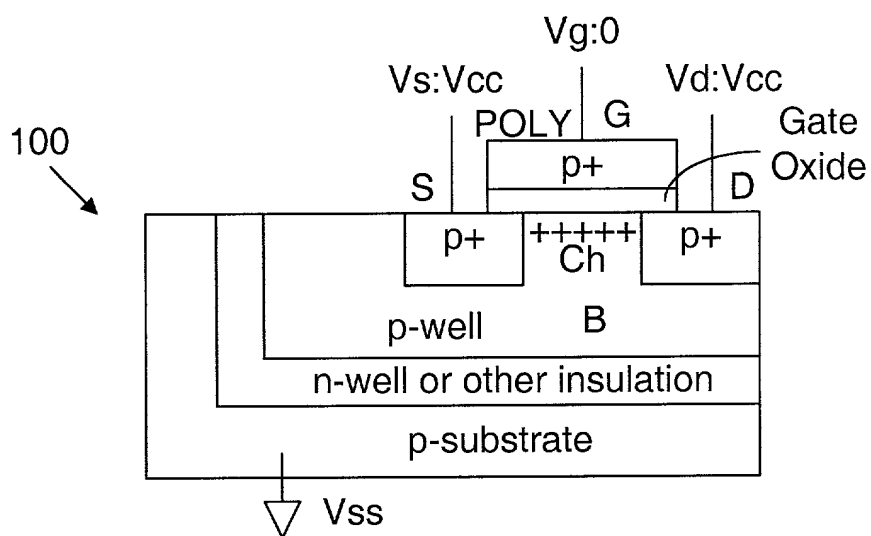 Vg:0
Vs:Vcc
Vd:Vcc
POLY
G
Gate
Oxide
100
p+
S
D
p+
+++++
p+
Ch
p-well
B
n-well or other insulation
p-substrate
Vss